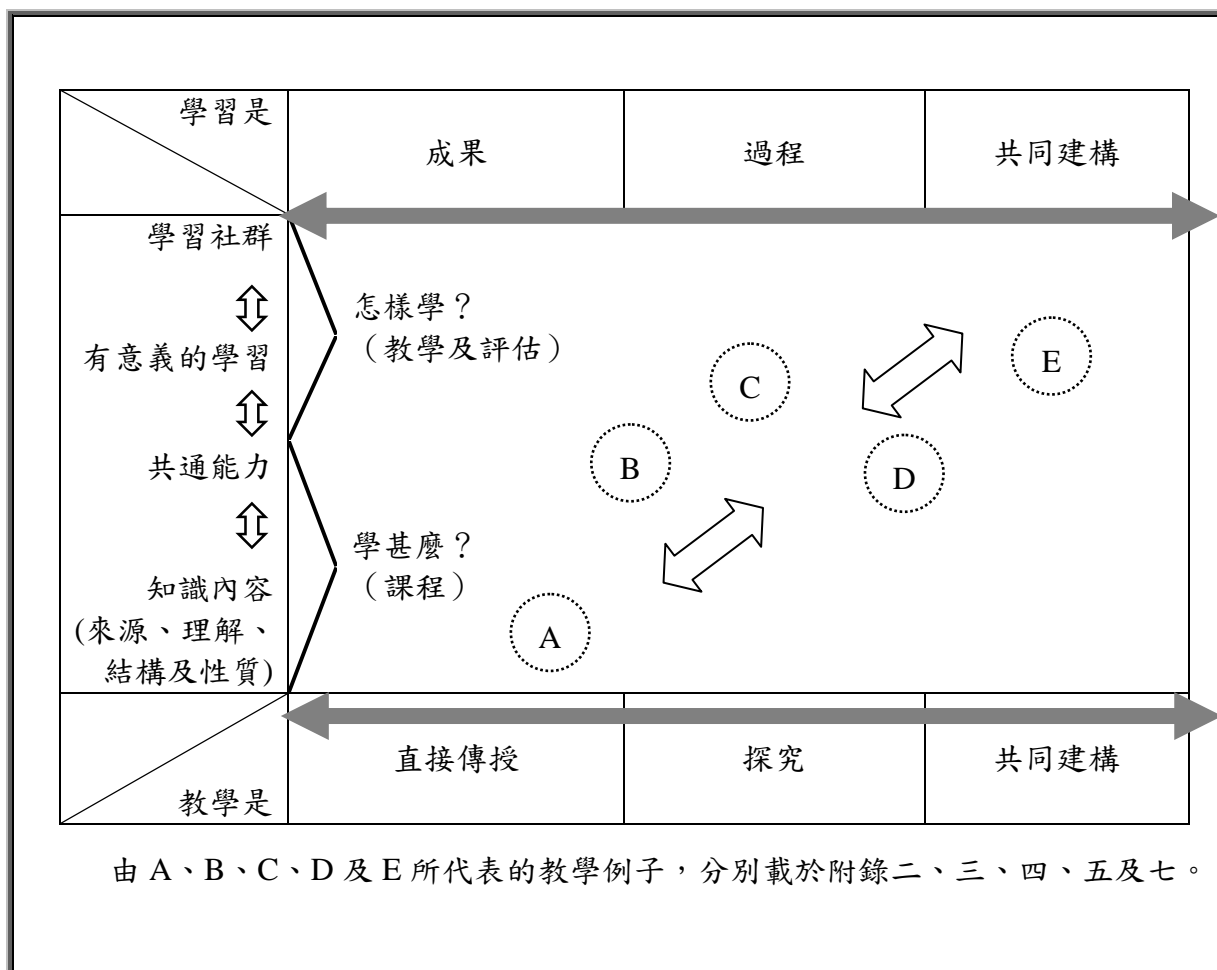 學習是
成果
過程
共同建構
學習社群
有意義的學習
共通能力
知識內容
(來源、理解、
結構及性質)
怎樣學？
（教學及評估）
學甚麼？
（課程）
C
E
B
D
A
教學是
直接傳授
探究
共同建構
由 A、B、C、D 及 E 所代表的教學例子，分別載於附錄二、三、四、五及七。